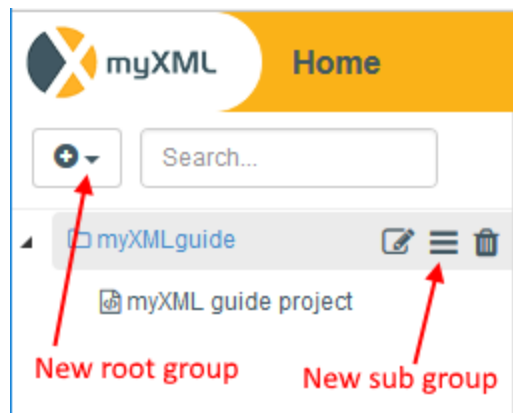 myXML Home
Search...
myXMLguide
myXML guide project
New root group
New sub group